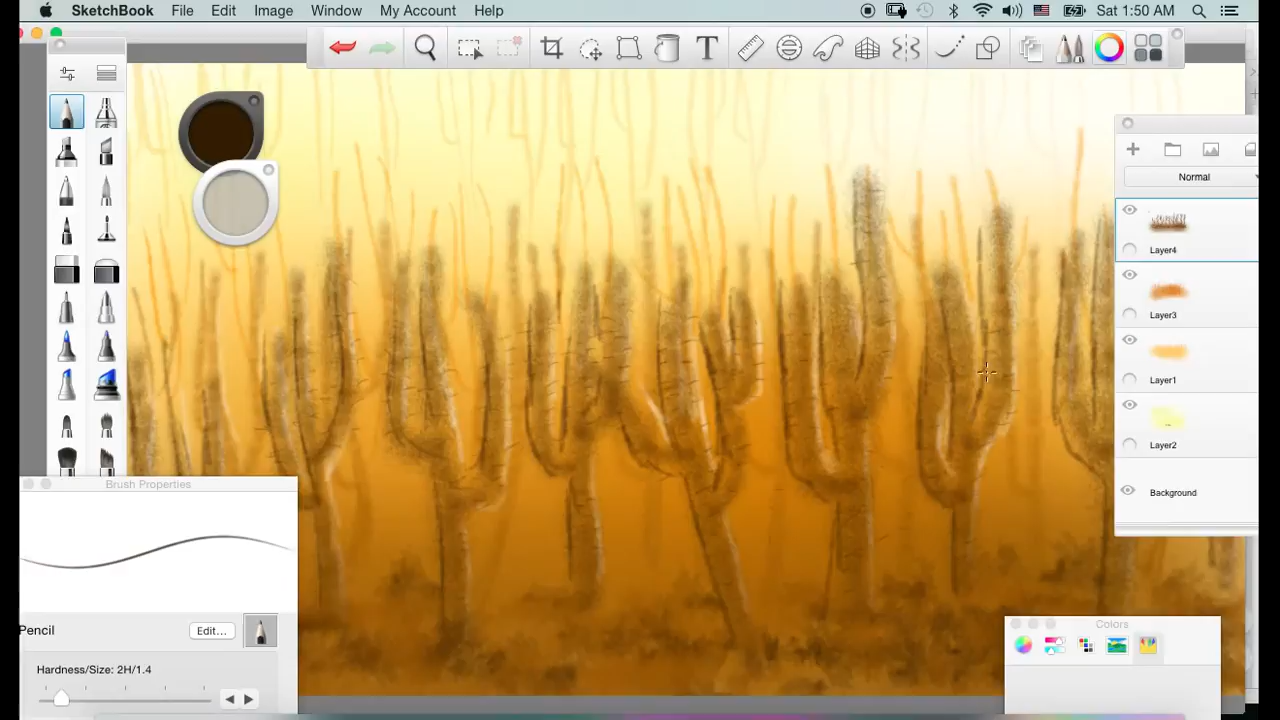 SketchBook File Edit Image Window My Account Help Sat 1:50 AM
Normal
Layer4
Layer3
Layer1
Layer2
Background
Brush Properties
Pencil Edit...
Hardness/Size: 2H/1.4
Colors